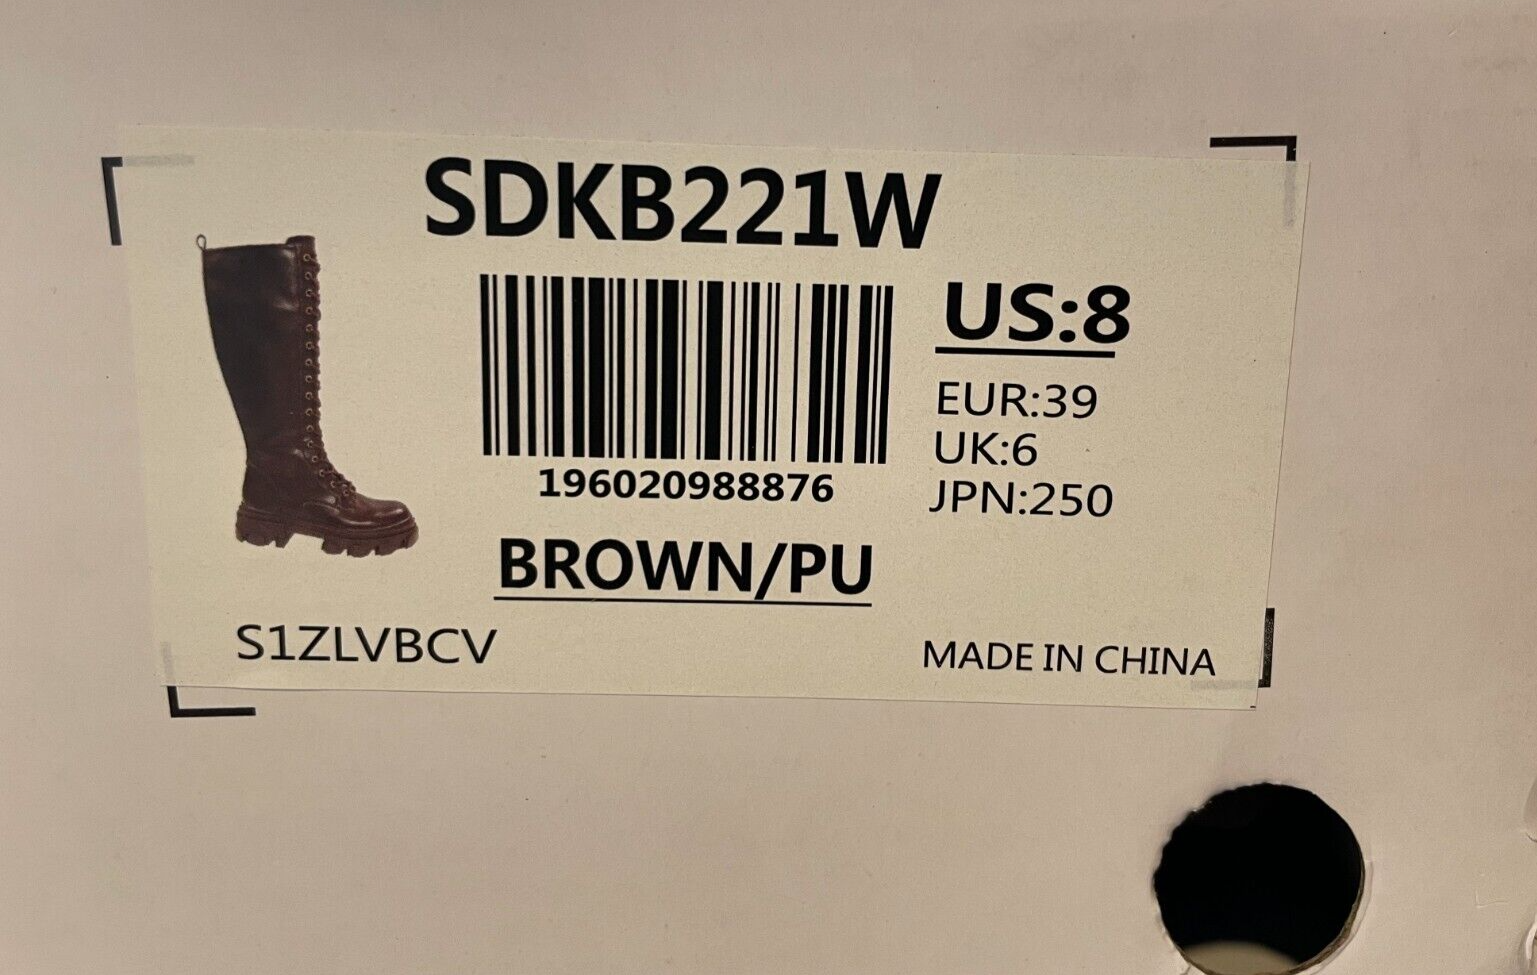 SDKB221W
US:8
EUR:39
UK:6
JPN:250
196020988876
BROWN/PU
S1ZLVBCV
MADE IN CHINA